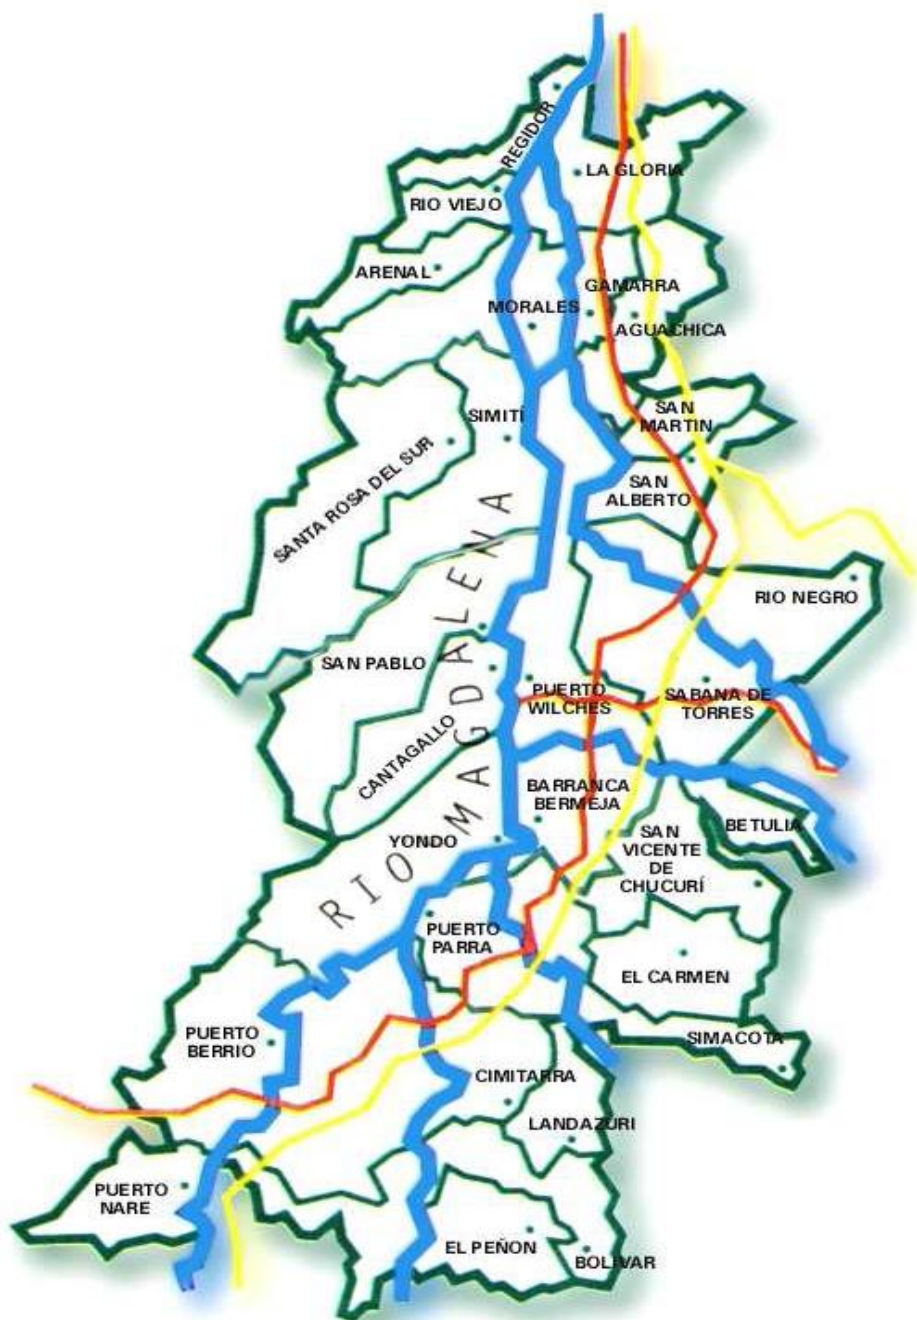 REGIDOR
LA GLORIA
RIO VIEJO
ARENAL
GAMARRA
MORALES
AGUACHICA
SIMITÍ
SAN
MARTIN
SANTA ROSA DEL SUR
SAN
ALBERTO
RIO NEGRO
SAN PABLO
PUERTO
WILCHES
SABANA DE
TORRES
CANTAGALLO
RIO MAGDALENA
BARRANCA
BERMEJA
YONDO
SAN
VICENTE
DE
CHUCURÍ
BETULIA
PUERTO
PARRA
EL CARMEN
PUERTO
BERRIO
SIMACOTA
CIMITARRA
LANDAZURI
PUERTO
NARE
EL PEÑON
BOLIVAR